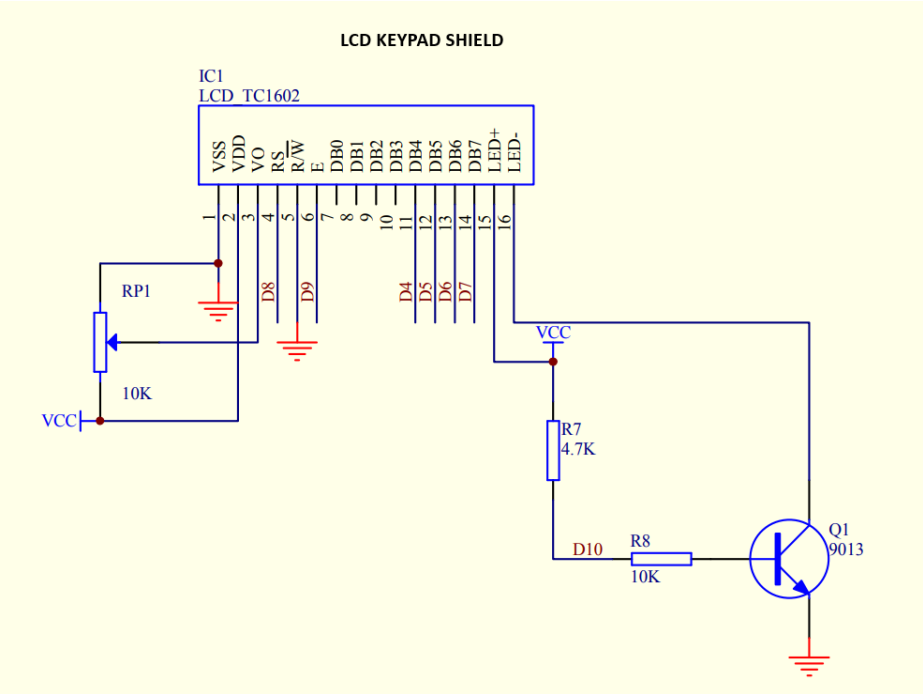 LCD KEYPAD SHIELD
IC1
LCD_TC1602
VSS
VDD
VO
RS
R/W
E
DB0
DB1
DB2
DB3
DB4
DB5
DB6
DB7
LED+
LED-
1
2
3
4
5
6
7
8
9
10
11
12
13
14
15
16
D8
D9
D4
D5
D6
D7
RP1
10K
VCC
VCC
R7
4.7K
D10
R8
10K
Q1
9013